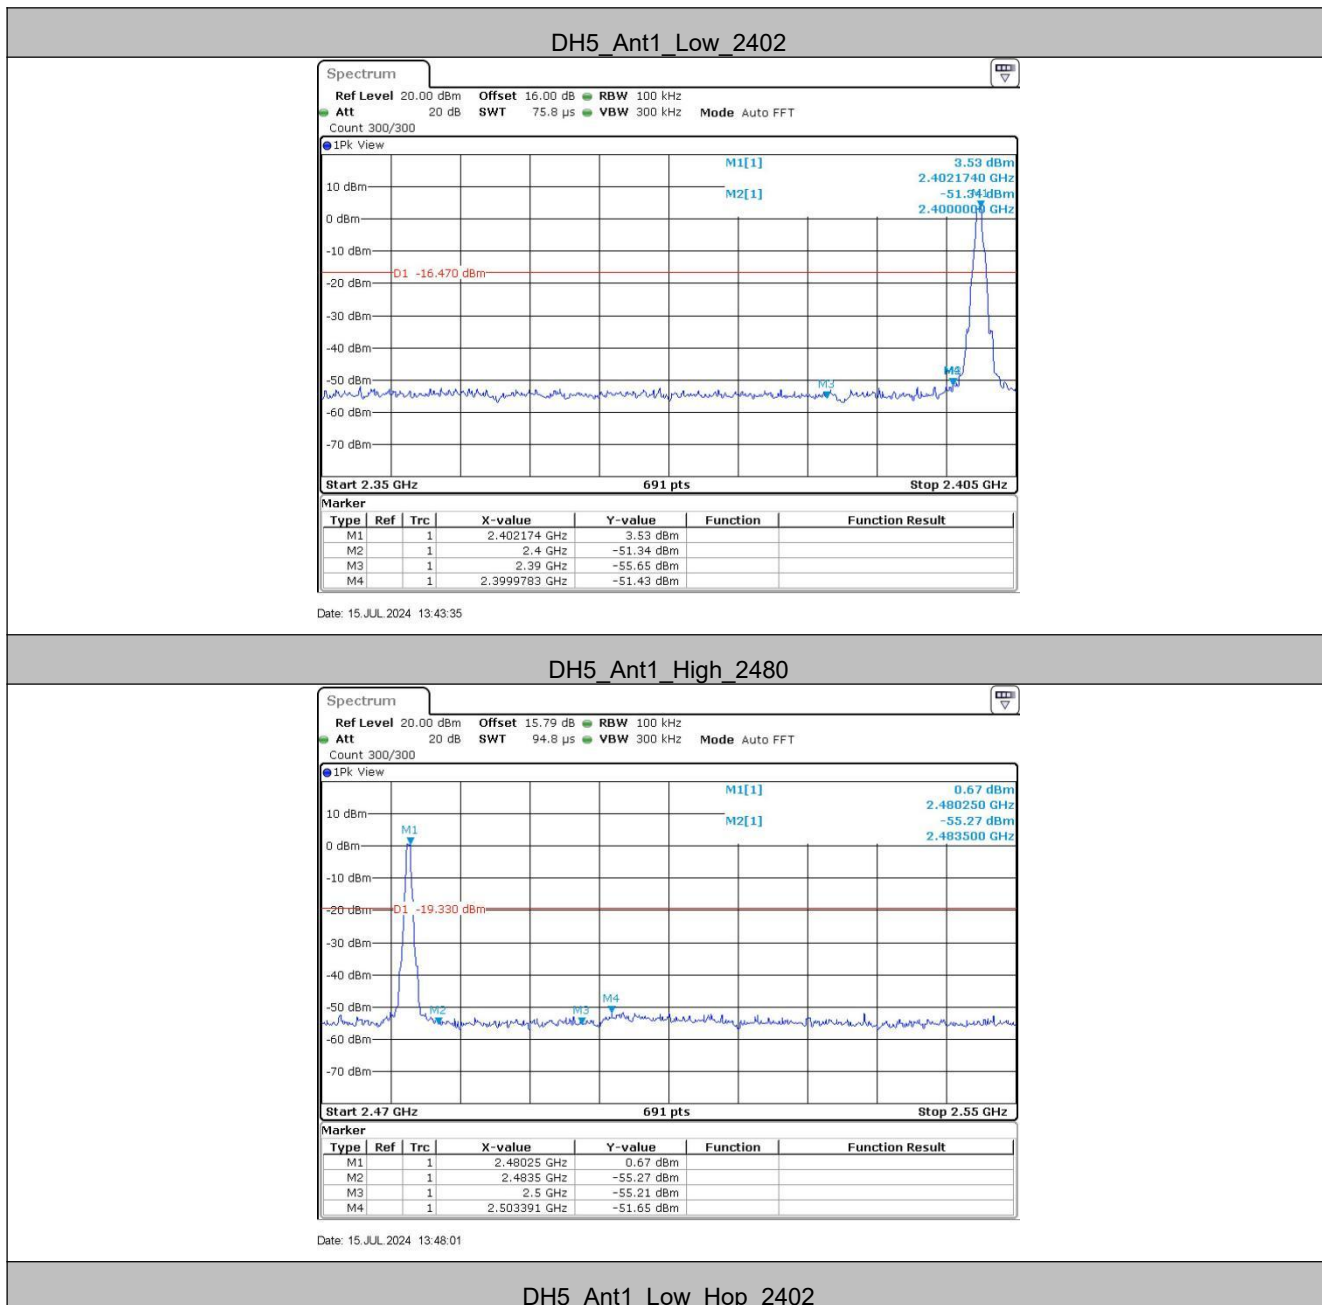 DH5_Ant1_Low_2402
Spectrum
Ref Level 20.00 dBm Offset 16.00 dB RBW 100 kHz
Att 20 dB SWT 75.8 µs VBW 300 kHz Mode Auto FFT
Count 300/300
1Pk View
M1[1] 3.53 dBm
2.4021740 GHz
M2[1] -51.34 dBm
2.4000000 GHz
M1
10 dBm
0 dBm
-10 dBm
D1 -16.470 dBm
-20 dBm
-30 dBm
-40 dBm
-50 dBm
M3
-60 dBm
-70 dBm
Start 2.35 GHz 691 pts Stop 2.405 GHz
Marker
Type Ref Trc X-value Y-value Function Function Result
M1 1 2.402174 GHz 3.53 dBm
M2 1 2.4 GHz -51.34 dBm
M3 1 2.39 GHz -55.65 dBm
M4 1 2.3999783 GHz -51.43 dBm
Date: 15.JUL.2024 13:43:35
DH5_Ant1_High_2480
Spectrum
Ref Level 20.00 dBm Offset 15.79 dB RBW 100 kHz
Att 20 dB SWT 94.8 µs VBW 300 kHz Mode Auto FFT
Count 300/300
1Pk View
M1[1] 0.67 dBm
2.480250 GHz
M2[1] -55.27 dBm
2.483500 GHz
10 dBm
M1
0 dBm
-10 dBm
-20 dBm D1 -19.330 dBm
-30 dBm
-40 dBm
-50 dBm
M2 M3 M4
-60 dBm
-70 dBm
Start 2.47 GHz 691 pts Stop 2.55 GHz
Marker
Type Ref Trc X-value Y-value Function Function Result
M1 1 2.48025 GHz 0.67 dBm
M2 1 2.4835 GHz -55.27 dBm
M3 1 2.5 GHz -55.21 dBm
M4 1 2.503391 GHz -51.65 dBm
Date: 15.JUL.2024 13:48:01
DH5_Ant1_Low_Hop_2402